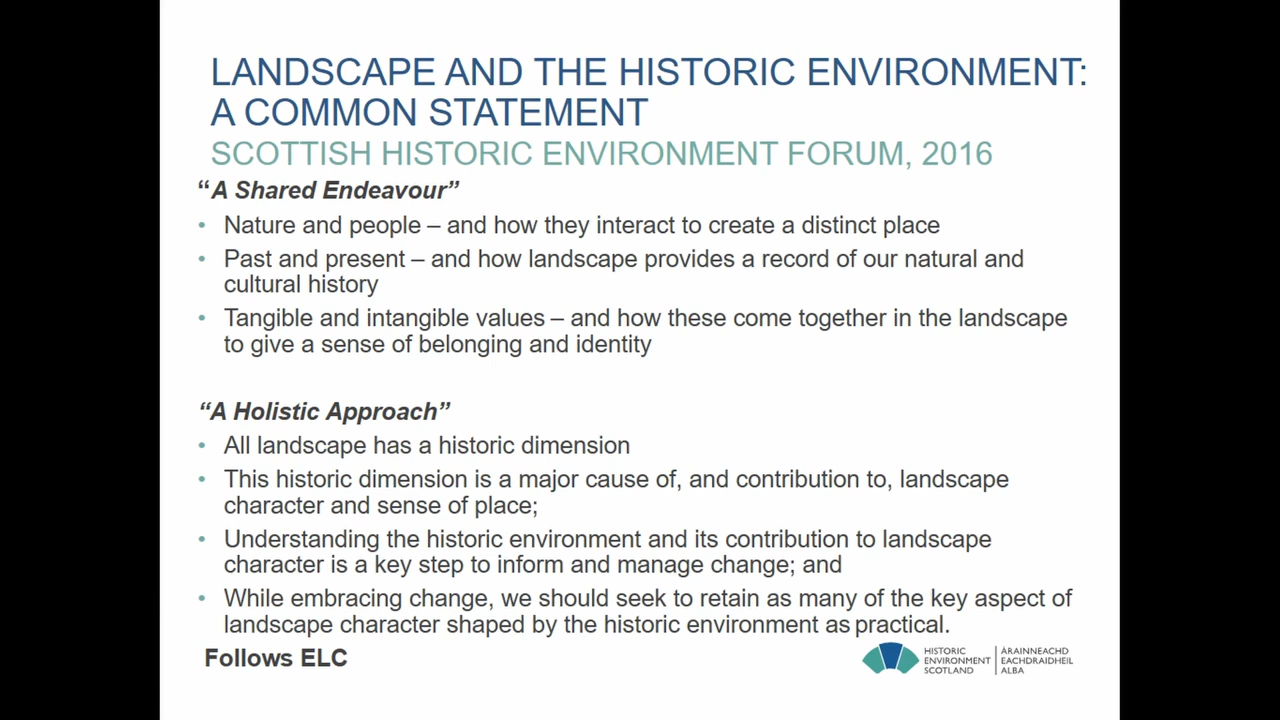 LANDSCAPE AND THE HISTORIC ENVIRONMENT:
A COMMON STATEMENT
SCOTTISH HISTORIC ENVIRONMENT FORUM, 2016
“A Shared Endeavour”
• Nature and people – and how they interact to create a distinct place
• Past and present – and how landscape provides a record of our natural and
cultural history
• Tangible and intangible values – and how these come together in the landscape
to give a sense of belonging and identity
“A Holistic Approach”
• All landscape has a historic dimension
• This historic dimension is a major cause of, and contribution to, landscape
character and sense of place;
• Understanding the historic environment and its contribution to landscape
character is a key step to inform and manage change; and
• While embracing change, we should seek to retain as many of the key aspect of
landscape character shaped by the historic environment as practical.
Follows ELC
HISTORIC
ENVIRONMENT
SCOTLAND
ÀRAINNEACHD
EACHDRAIDHEIL
ALBA